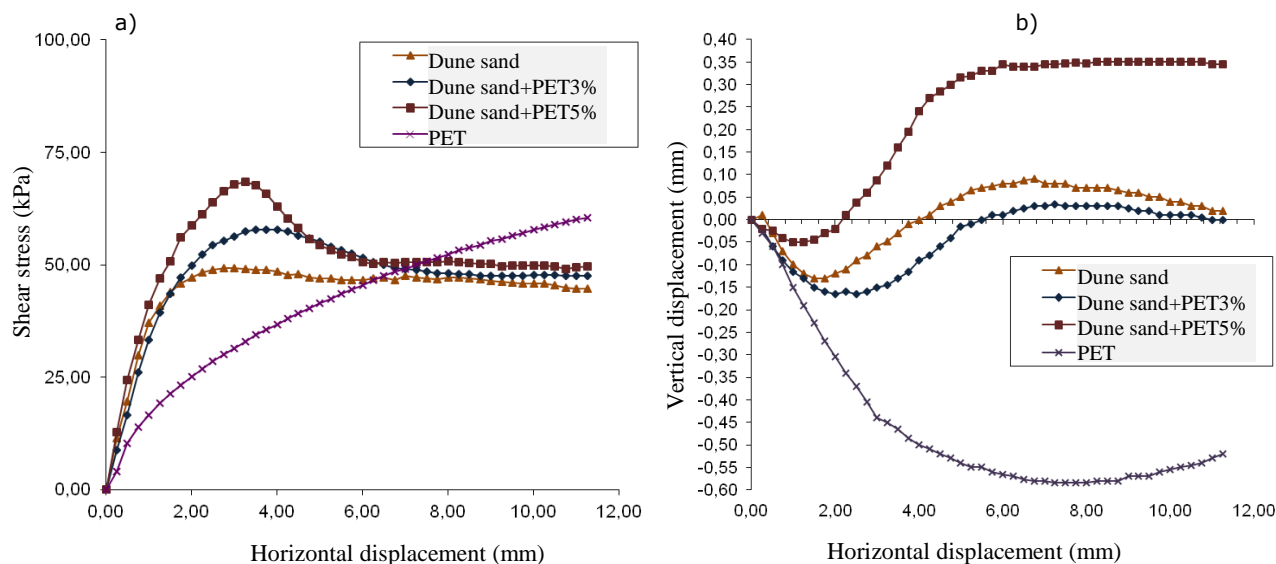 a)
100,00
75,00
50,00
25,00
0,00
Shear stress (kPa)
Dune sand
Dune sand+PET3%
Dune sand+PET5%
PET
0,00 2,00 4,00 6,00 8,00 10,00 12,00
Horizontal displacement (mm)
b)
0,40
0,35
0,30
0,25
0,20
0,15
0,10
0,05
0,00
-0,05
-0,10
-0,15
-0,20
-0,25
-0,30
-0,35
-0,40
-0,45
-0,50
-0,55
-0,60
Vertical displacement (mm)
Dune sand
Dune sand+PET3%
Dune sand+PET5%
PET
0,00 2,00 4,00 6,00 8,00 10,00 12,00
Horizontal displacement (mm)